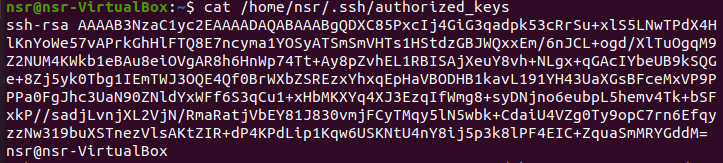 nsr@nsr-VirtualBox:~$ cat /home/nsr/.ssh/authorized_keys
ssh-rsa AAAAB3NzaC1yc2EAAAADAQABAAABgQDXC85PxcIj4GiG3qadpk53cRrSu+xlS5LNwTPdX4H
lKnYoWe57vAPrkGhHlFTQ8E7ncyma1YOSyATSmSmVHTs1HStdzGBJWQxxEm/6nJCL+ogd/XlTuOgqM9
Z2NUM4KWkb1eBAu8eiOVgAR8h6HnWp74Tt+Ay8pZvhEL1RBISAjXeuY8vh+NLgx+qGAcIYbeUB9kSQG
e+8Zj5yk0Tbg1IEmTWJ3OQE4Qf0BrWXbZSREzxYhxqEpHaVBODHB1kavL191YH43UaXGsBFceMxVP9P
PPa0FgJhc3UaN90ZNldYxWFf6S3qCu1+xHbMKXYq4XJ3EzqIfWmg8+syDNjno6eubpL5hemv4Tk+bSF
xkP//sadjLvnjXL2VjN/RmaRatjVbEY81J830vmjFCyTMqy5lN5wbk+CdaiU4VZg0Ty9opC7rn6Efqy
zzNw319buXSTnezVlsAKtZIR+dP4KPdLip1Kqw6USKNtU4nY8ij5p3k8lPF4EIC+ZquaSmMRYGddM=
nsr@nsr-VirtualBox